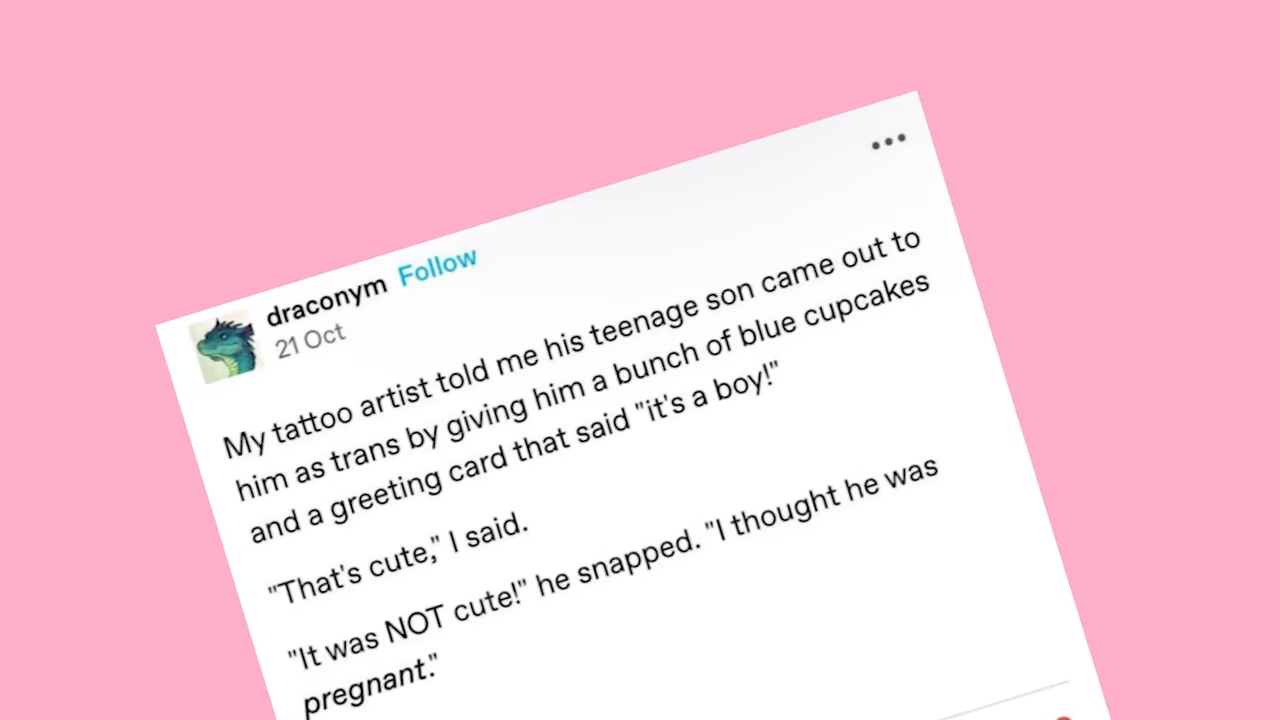 draconym Follow
21 Oct
My tattoo artist told me his teenage son came out to
him as trans by giving him a bunch of blue cupcakes
and a greeting card that said "it's a boy!"
"That's cute," I said.
"It was NOT cute!" he snapped. "I thought he was
pregnant."